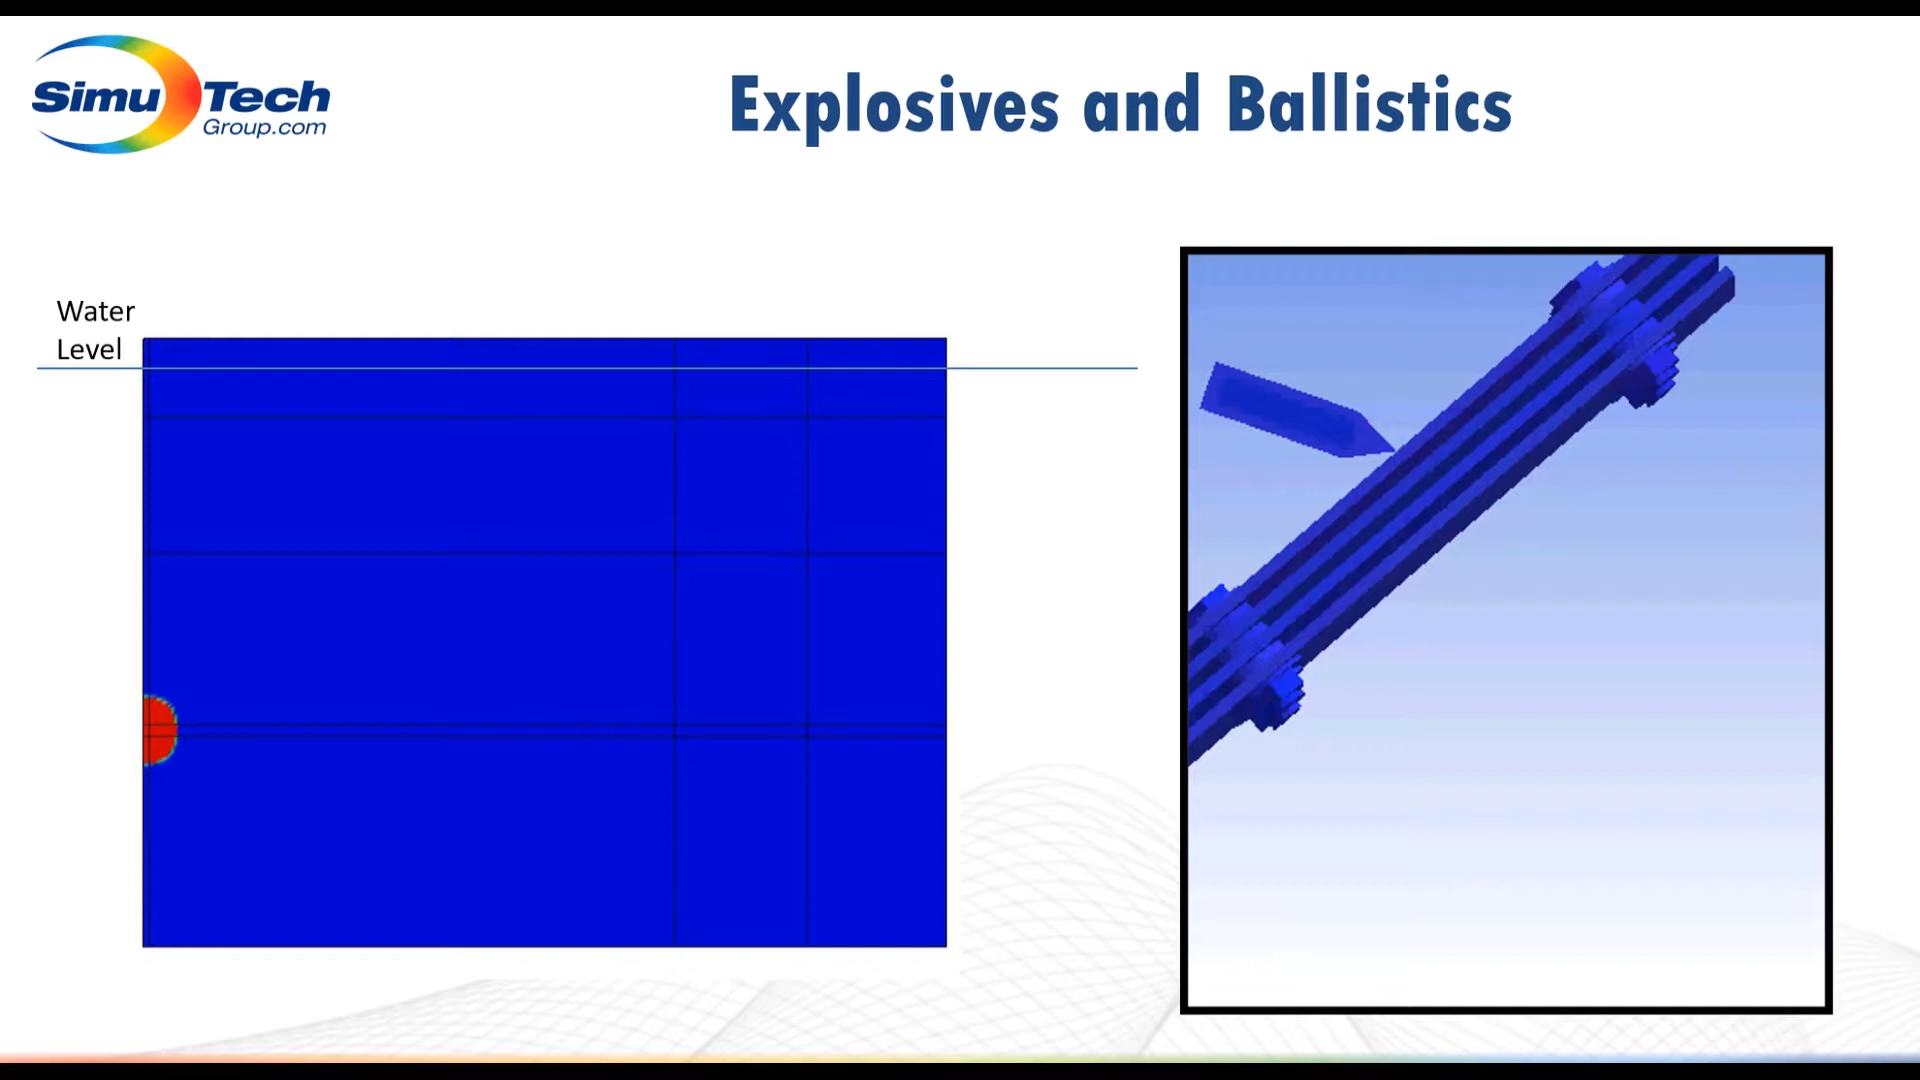 Simu Tech
Group.com
Explosives and Ballistics
Water
Level